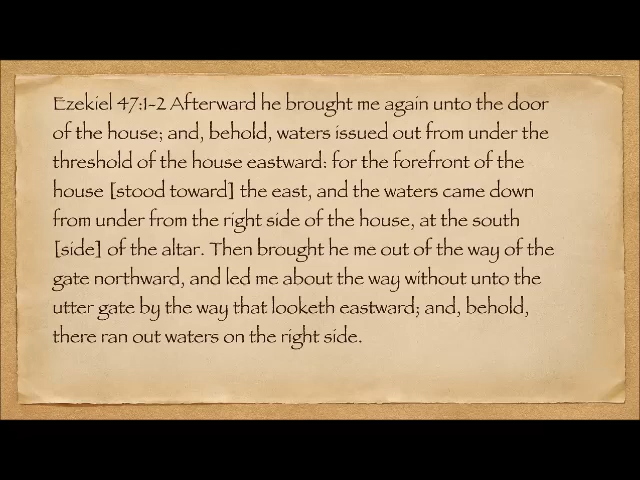 Ezekiel 47:1-2 Afterward he brought me again unto the door
of the house; and, behold, waters issued out from under the
threshold of the house eastward: for the forefront of the
house [stood toward] the east, and the waters came down
from under from the right side of the house, at the south
[side] of the altar. Then brought he me out of the way of the
gate northward, and led me about the way without unto the
utter gate by the way that looketh eastward; and, behold,
there ran out waters on the right side.